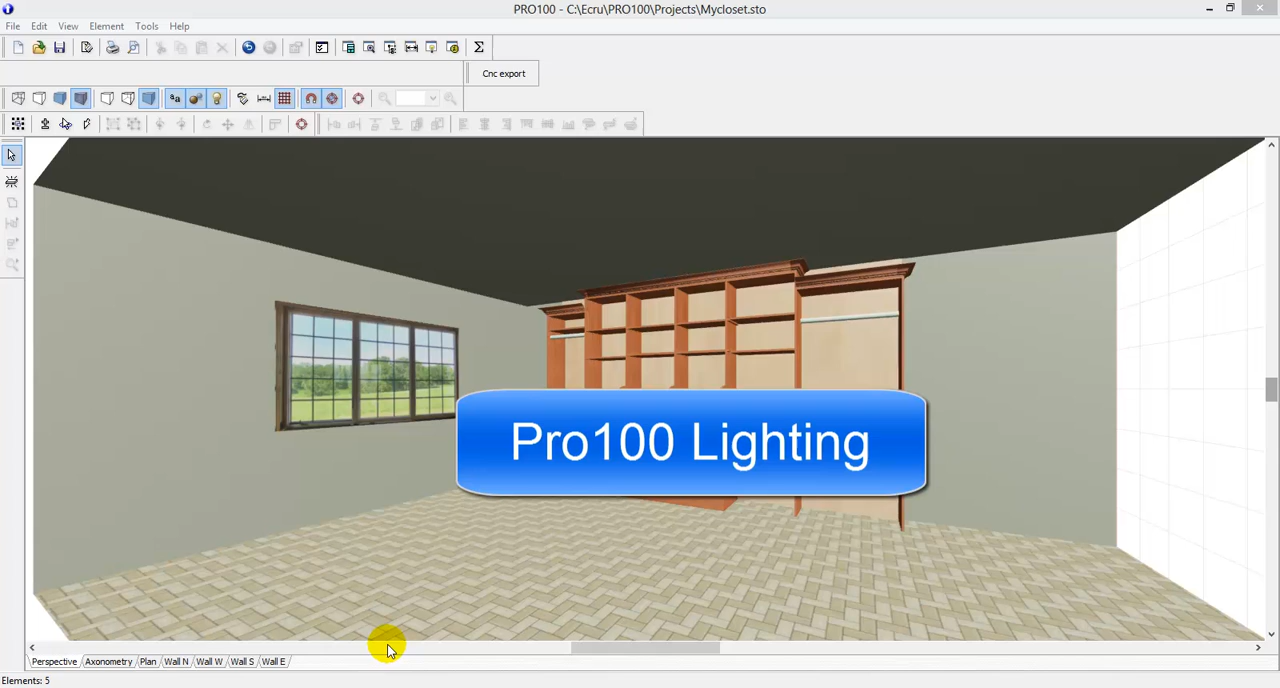 PRO100 - C:\Ecru\PRO100\Projects\Mycloset.sto
File Edit View Element Tools Help
Cnc export
Pro100 Lighting
Perspective Axonometry Plan Wall N Wall W Wall S Wall E
Elements: 5